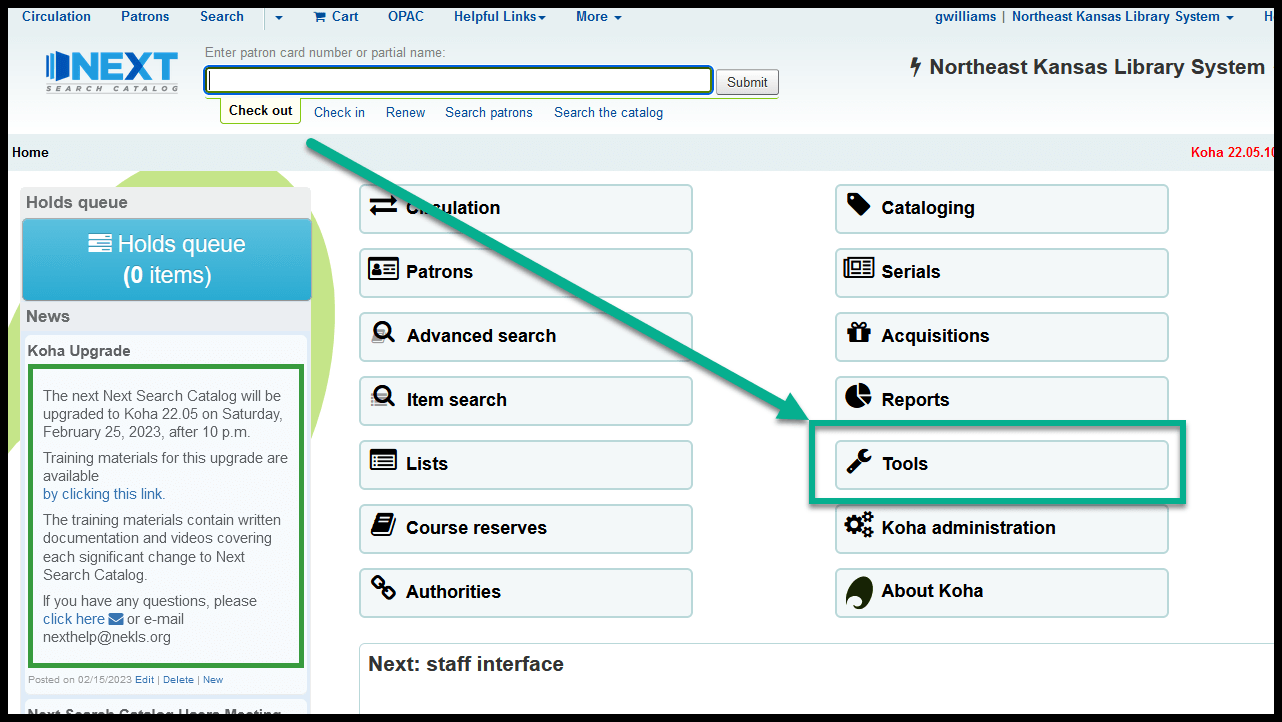 Circulation Patrons Search Cart OPAC Helpful Links More gwilliams | Northeast Kansas Library System
NEXT
SEARCH CATALOG
Enter patron card number or partial name:
Submit
Northeast Kansas Library System
Check out Check in Renew Search patrons Search the catalog
Home
Koha 22.05.10
Holds queue
Holds queue
(0 items)
News
Koha Upgrade
The next Next Search Catalog will be
upgraded to Koha 22.05 on Saturday,
February 25, 2023, after 10 p.m.
Training materials for this upgrade are
available
by clicking this link.
The training materials contain written
documentation and videos covering
each significant change to Next
Search Catalog.
If you have any questions, please
click here or e-mail
nexthelp@nekls.org
Posted on 02/15/2023 Edit | Delete | New
Next Search Catalog Users Meeting
Circulation
Patrons
Advanced search
Item search
Lists
Course reserves
Authorities
Cataloging
Serials
Acquisitions
Reports
Tools
Koha administration
About Koha
Next: staff interface